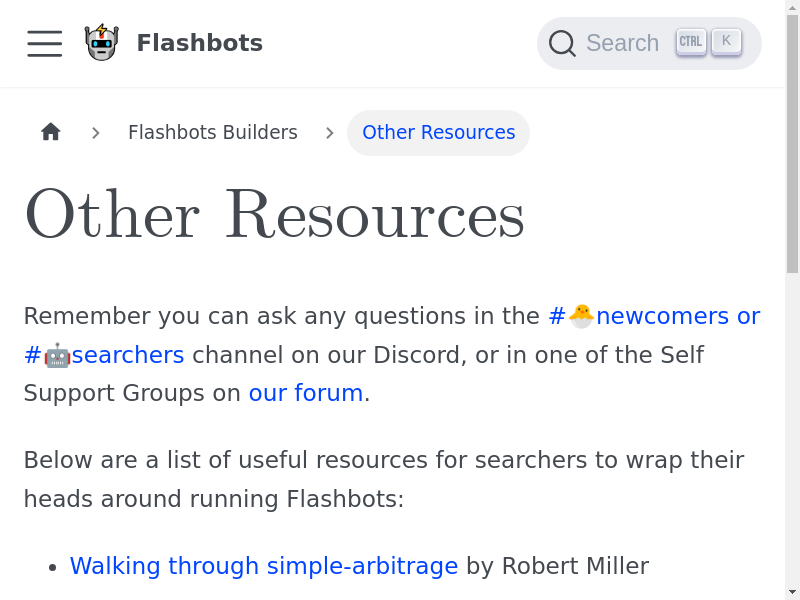 Flashbots
Search CTRL K
Flashbots Builders > Other Resources
Other Resources
Remember you can ask any questions in the #🐣newcomers or
#🤖searchers channel on our Discord, or in one of the Self
Support Groups on our forum.
Below are a list of useful resources for searchers to wrap their
heads around running Flashbots:
• Walking through simple-arbitrage by Robert Miller